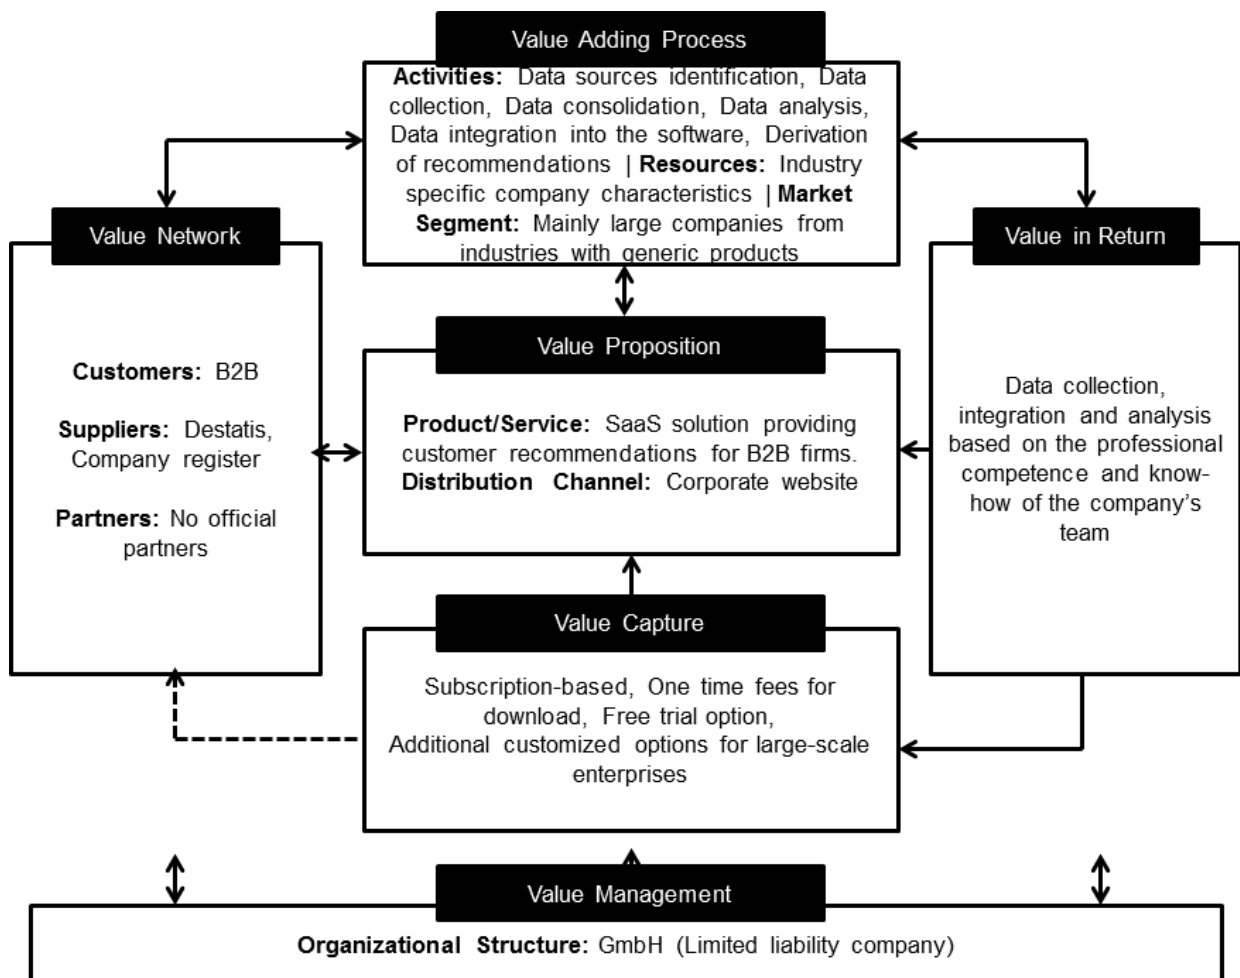 Value Adding Process
Activities: Data sources identification, Data
collection, Data consolidation, Data analysis,
Data integration into the software, Derivation
of recommendations | Resources: Industry
specific company characteristics | Market
Segment: Mainly large companies from
industries with generic products
Value Network
Customers: B2B
Suppliers: Destatis,
Company register
Partners: No official
partners
Value Proposition
Product/Service: SaaS solution providing
customer recommendations for B2B firms.
Distribution Channel: Corporate website
Value in Return
Data collection,
integration and analysis
based on the professional
competence and know-
how of the company’s
team
Value Capture
Subscription-based, One time fees for
download, Free trial option,
Additional customized options for large-scale
enterprises
Value Management
Organizational Structure: GmbH (Limited liability company)